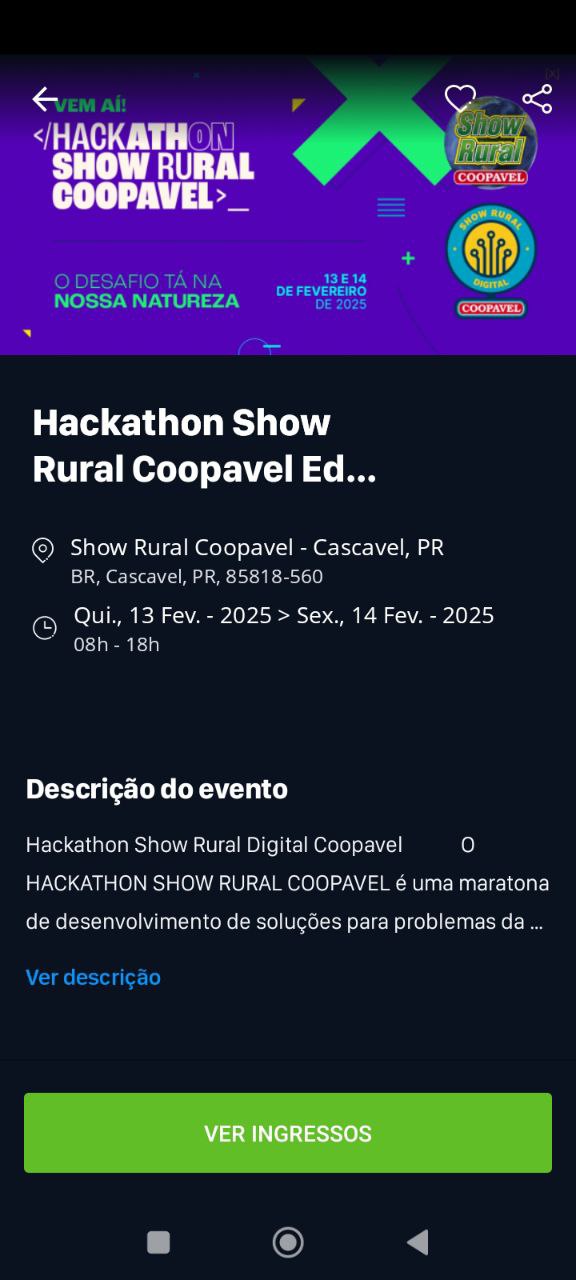 VEM AÍ!
</HACKATHON
SHOW RURAL
COOPAVEL>_
O DESAFIO TÁ NA
NOSSA NATUREZA
13 E 14
DE FEVEREIRO
DE 2025
[x]
Show
Rural
COOPAVEL
SHOW RURAL
DIGITAL
COOPAVEL
Hackathon Show
Rural Coopavel Ed...
Show Rural Coopavel - Cascavel, PR
BR, Cascavel, PR, 85818-560
Qui., 13 Fev. - 2025 > Sex., 14 Fev. - 2025
08h - 18h
Descrição do evento
Hackathon Show Rural Digital Coopavel O
HACKATHON SHOW RURAL COOPAVEL é uma maratona
de desenvolvimento de soluções para problemas da ...
Ver descrição
VER INGRESSOS